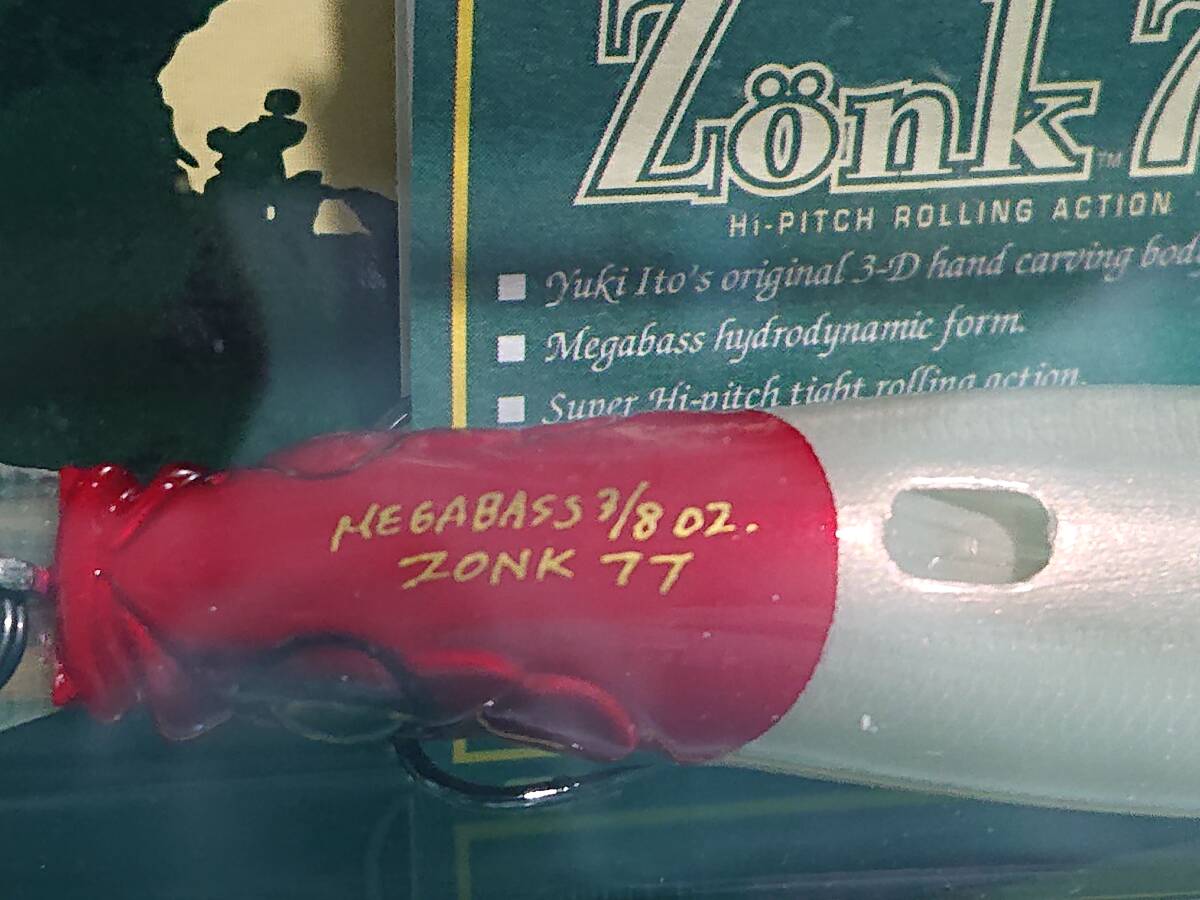 Zönk 7
TM
Hi-PITCH ROLLING ACTION
Yuki Ito's original 3-D hand carving body
Megabass hydrodynamic form.
Super Hi-pitch tight rolling action.
MEGABASS 3/8 OZ.
ZONK 77